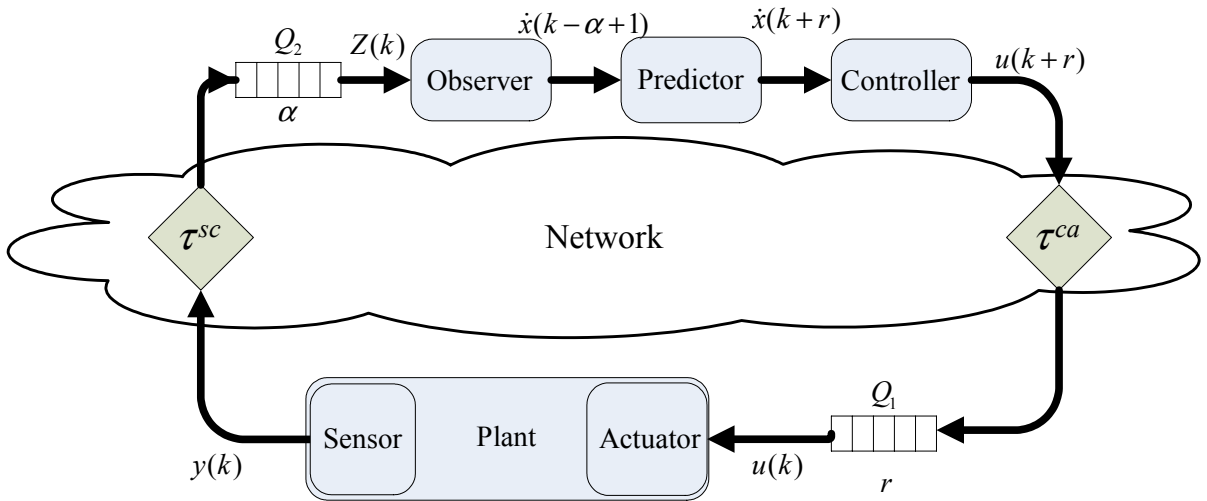 Q₂
Z(k)
ẋ(k−α+1)
ẋ(k+r)
u(k+r)
Observer
Predictor
Controller
α
τˢᶜ
Network
τᶜᵃ
Q₁
Sensor
Plant
Actuator
y(k)
u(k)
r